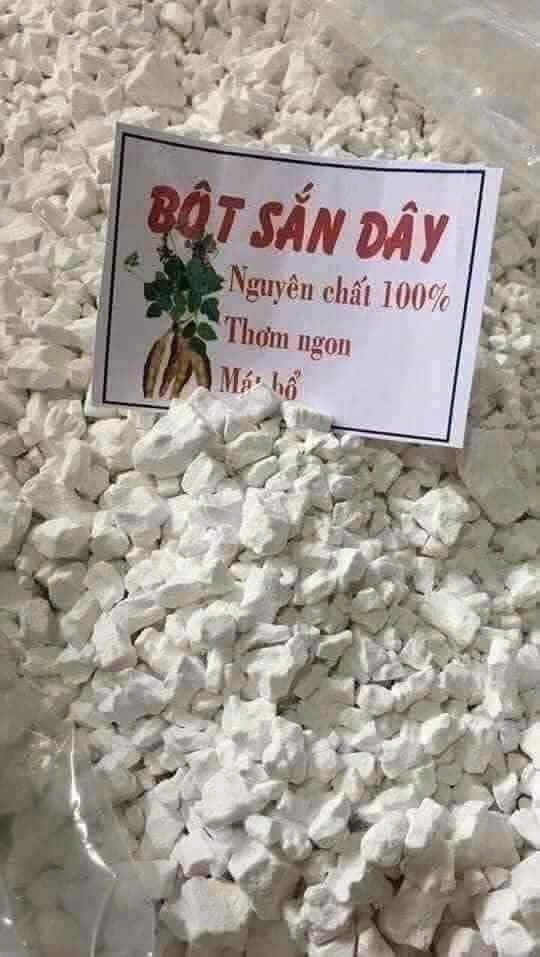 BỘT SẮN DÂY
Nguyên chất 100%
Thơm ngon
Mát bổ